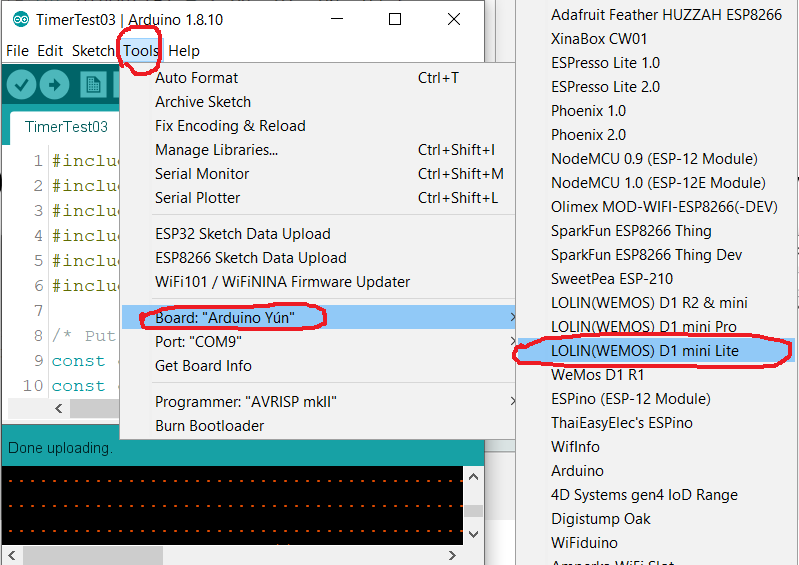 TimerTest03 | Arduino 1.8.10
File Edit Sketch Tools Help
Auto Format Ctrl+T
Archive Sketch
Fix Encoding & Reload
Manage Libraries... Ctrl+Shift+I
Serial Monitor Ctrl+Shift+M
Serial Plotter Ctrl+Shift+L
ESP32 Sketch Data Upload
ESP8266 Sketch Data Upload
WiFi101 / WiFiNINA Firmware Updater
Board: "Arduino Yún"
Port: "COM9"
Get Board Info
Programmer: "AVRISP mkII"
Burn Bootloader
TimerTest03
1 #include
2 #include
3 #include
4 #include
5 #include
6 #include
7
8 /* Put
9 const
10 const
Done uploading.
Adafruit Feather HUZZAH ESP8266
XinaBox CW01
ESPresso Lite 1.0
ESPresso Lite 2.0
Phoenix 1.0
Phoenix 2.0
NodeMCU 0.9 (ESP-12 Module)
NodeMCU 1.0 (ESP-12E Module)
Olimex MOD-WIFI-ESP8266(-DEV)
SparkFun ESP8266 Thing
SparkFun ESP8266 Thing Dev
SweetPea ESP-210
LOLIN(WEMOS) D1 R2 & mini
LOLIN(WEMOS) D1 mini Pro
LOLIN(WEMOS) D1 mini Lite
WeMos D1 R1
ESPino (ESP-12 Module)
ThaiEasyElec's ESPino
WifInfo
Arduino
4D Systems gen4 IoD Range
Digistump Oak
WiFiduino